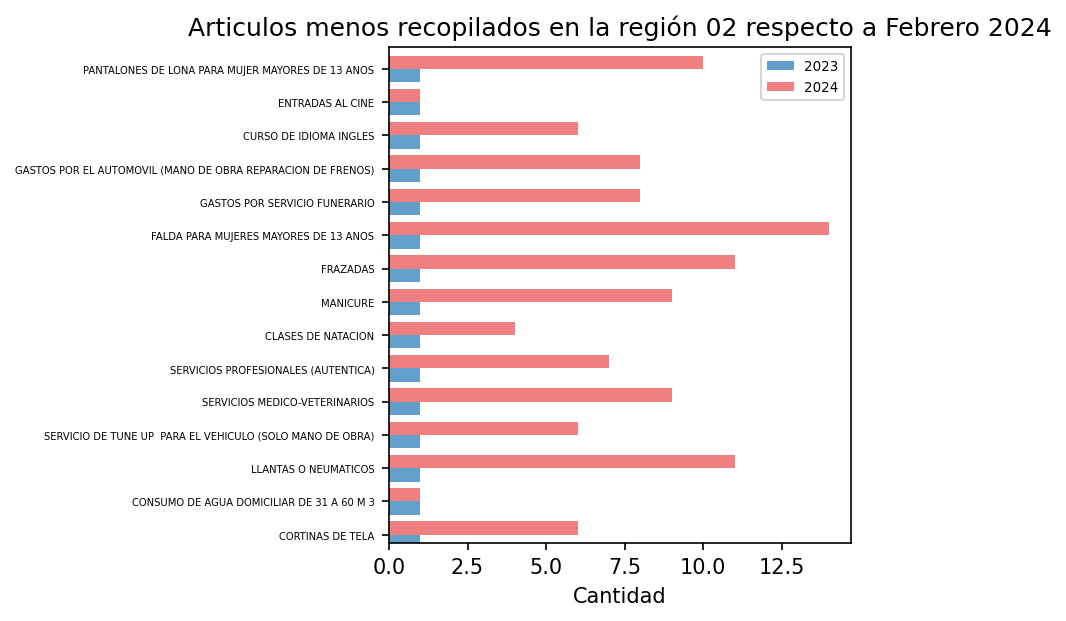 Articulos menos recopilados en la región 02 respecto a Febrero 2024
2023
2024
PANTALONES DE LONA PARA MUJER MAYORES DE 13 ANOS
ENTRADAS AL CINE
CURSO DE IDIOMA INGLES
GASTOS POR EL AUTOMOVIL (MANO DE OBRA REPARACION DE FRENOS)
GASTOS POR SERVICIO FUNERARIO
FALDA PARA MUJERES MAYORES DE 13 ANOS
FRAZADAS
MANICURE
CLASES DE NATACION
SERVICIOS PROFESIONALES (AUTENTICA)
SERVICIOS MEDICO-VETERINARIOS
SERVICIO DE TUNE UP  PARA EL VEHICULO (SOLO MANO DE OBRA)
LLANTAS O NEUMATICOS
CONSUMO DE AGUA DOMICILIAR DE 31 A 60 M 3
CORTINAS DE TELA
0.0 2.5 5.0 7.5 10.0 12.5
Cantidad